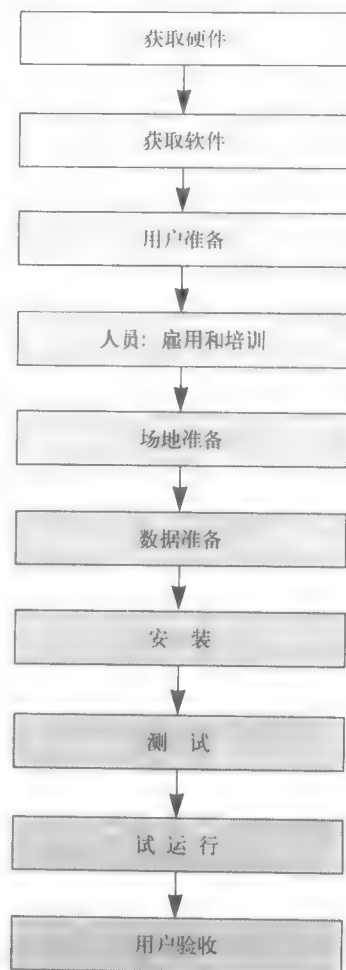 获取硬件
获取软件
用户准备
人员：雇用和培训
场地准备
数据准备
安 装
测 试
试 运 行
用户验收